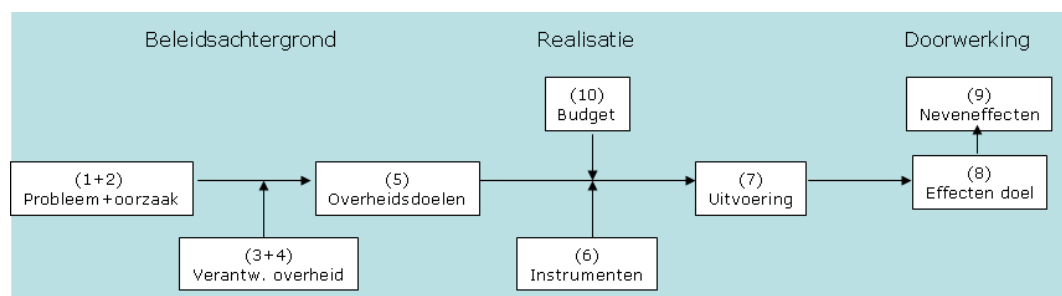 Beleidsachtergrond
Realisatie
Doorwerking
(10)
Budget
(9)
Neveneffecten
(1+2)
Probleem+oorzaak
(5)
Overheidsdoelen
(7)
Uitvoering
(8)
Effecten doel
(3+4)
Verantw. overheid
(6)
Instrumenten